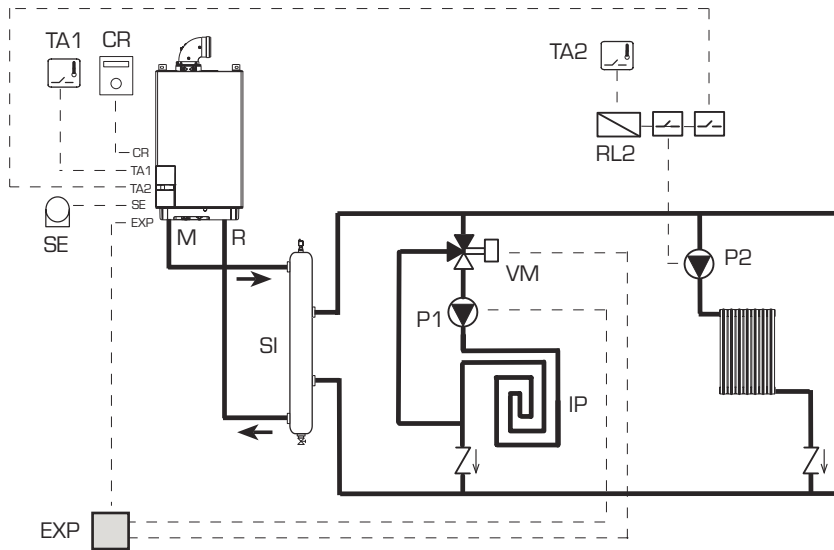 TA1 CR
TA2
CR
TA1
TA2
SE
EXP
SE
M R
RL2
VM
P2
P1
SI
IP
EXP